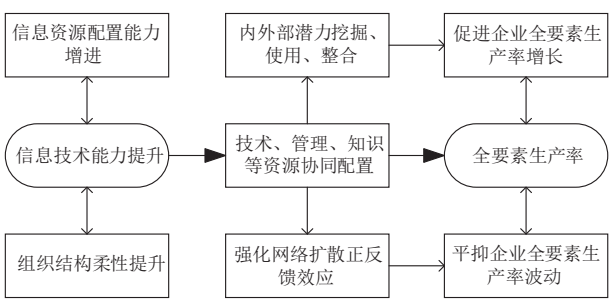 信息资源配置能力
增进
内外部潜力挖掘、
使用、整合
促进企业全要素生
产率增长
信息技术能力提升
技术、管理、知识
等资源协同配置
全要素生产率
组织结构柔性提升
强化网络扩散正反
馈效应
平抑企业全要素生
产率波动